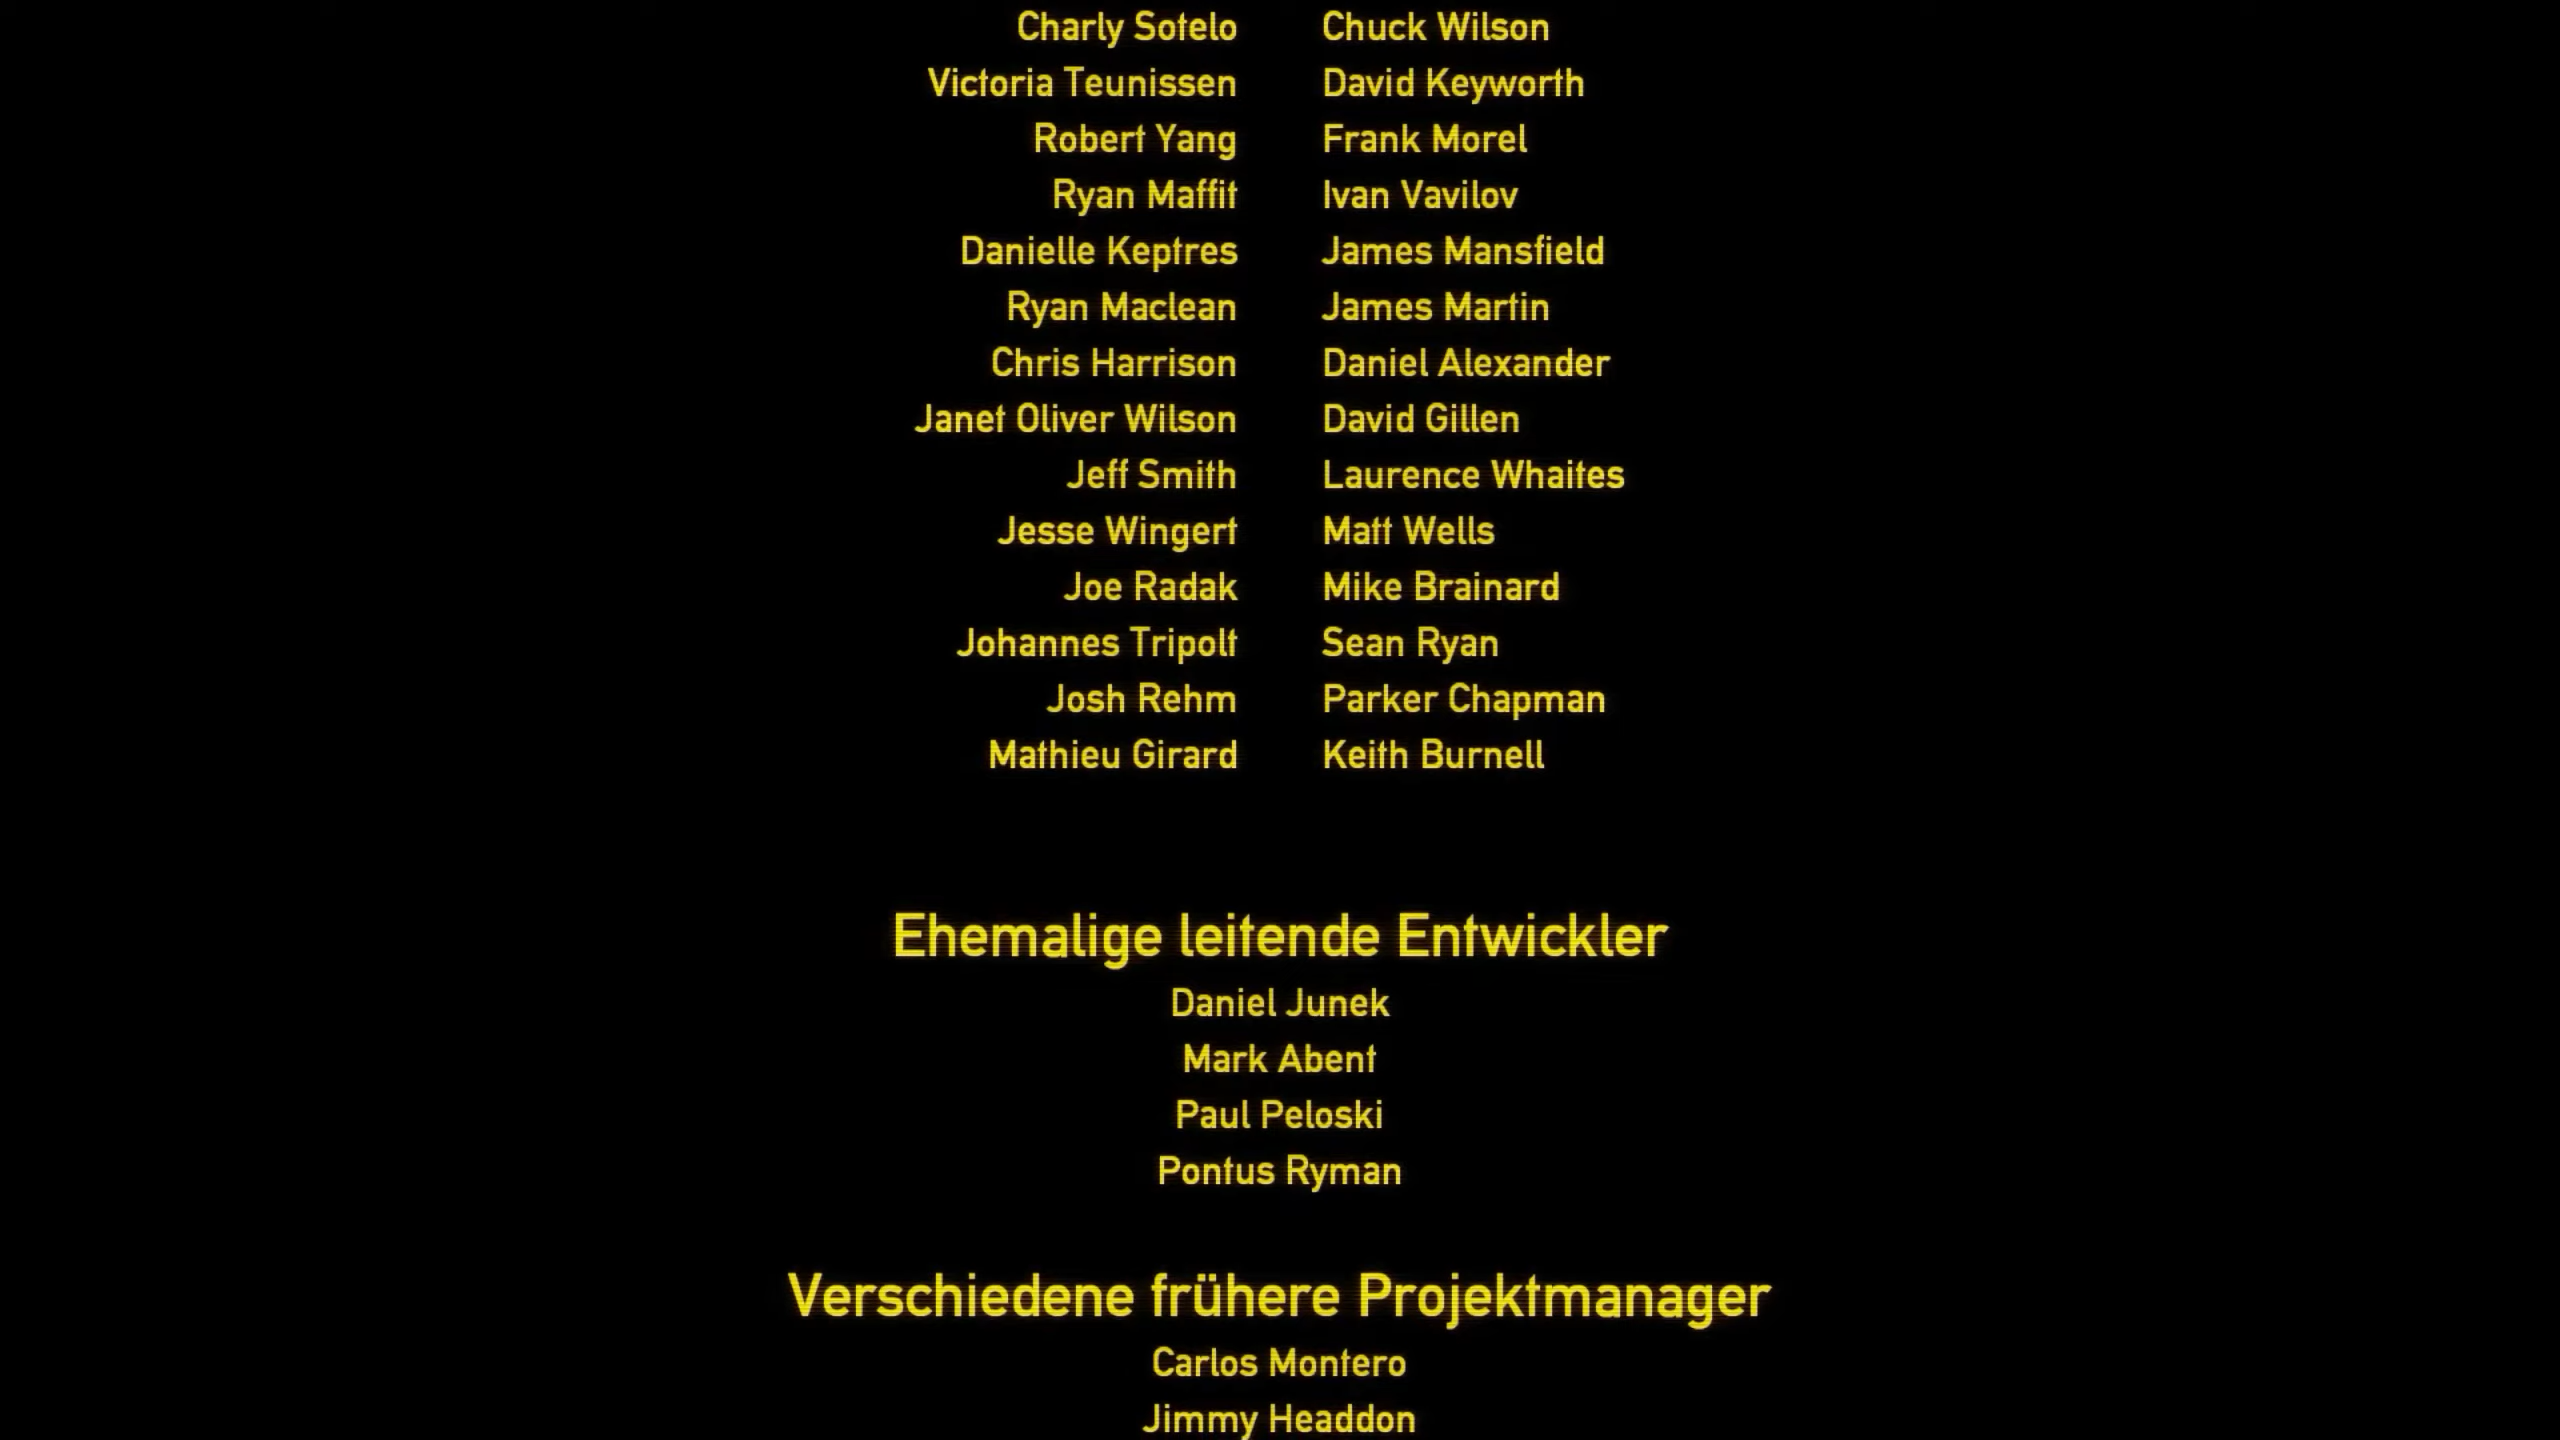 Charly Sotelo Chuck Wilson
Victoria Teunissen David Keyworth
Robert Yang Frank Morel
Ryan Maffit Ivan Vavilov
Danielle Keptres James Mansfield
Ryan Maclean James Martin
Chris Harrison Daniel Alexander
Janet Oliver Wilson David Gillen
Jeff Smith Laurence Whaites
Jesse Wingert Matt Wells
Joe Radak Mike Brainard
Johannes Tripolt Sean Ryan
Josh Rehm Parker Chapman
Mathieu Girard Keith Burnell
Ehemalige leitende Entwickler
Daniel Junek
Mark Abent
Paul Peloski
Pontus Ryman
Verschiedene frühere Projektmanager
Carlos Montero
Jimmy Headdon